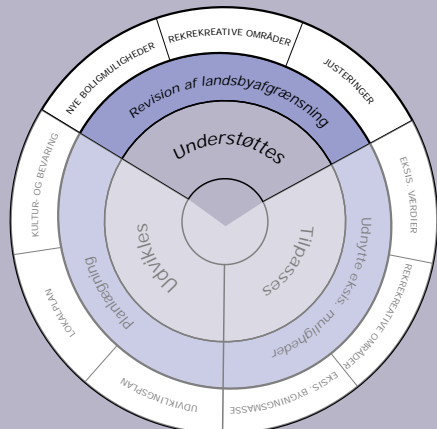 NYE BOLIGMULIGHEDER
REKREKREATIVE OMRÅDER
JUSTERINGER
Revision af landsbyafgrænsning
Understøttes
EKSIS. VÆRDIER
REKREKREATIVE OMRÅDER
EKSIS. BYGNINGSMASSE
Udnytte eksis. muligheder
Tilpasses
UDVIKLINGSPLAN
LOKALPLAN
KULTUR- OG BEVARING
Planlægning
Udvikles